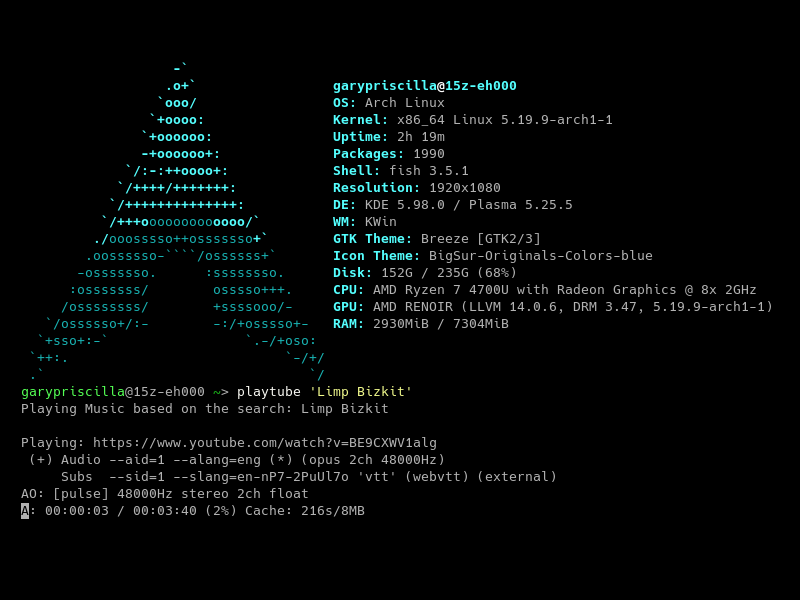 -`
                  .o+`                 garypriscilla@15z-eh000
                 `ooo/                 OS: Arch Linux
                `+oooo:                Kernel: x86_64 Linux 5.19.9-arch1-1
               `+oooooo:               Uptime: 2h 19m
               -+oooooo+:              Packages: 1990
             `/:-:++oooo+:             Shell: fish 3.5.1
            `/++++/+++++++:            Resolution: 1920x1080
           `/++++++++++++++:           DE: KDE 5.98.0 / Plasma 5.25.5
          `/+++ooooooooooooo/`         WM: KWin
         ./ooosssso++osssssso+`        GTK Theme: Breeze [GTK2/3]
        .oossssso-````/ossssss+`       Icon Theme: BigSur-Originals-Colors-blue
       -osssssso.      :ssssssso.      Disk: 152G / 235G (68%)
      :osssssss/        osssso+++.     CPU: AMD Ryzen 7 4700U with Radeon Graphics @ 8x 2GHz
     /ossssssss/        +ssssooo/-     GPU: AMD RENOIR (LLVM 14.0.6, DRM 3.47, 5.19.9-arch1-1)
   `/ossssso+/:-        -:/+osssso+-   RAM: 2930MiB / 7304MiB
  `+sso+:-`                 `.-/+oso:
 `++:.                           `-/+/
 .`                                 `/
garypriscilla@15z-eh000 ~> playtube 'Limp Bizkit'
Playing Music based on the search: Limp Bizkit
Playing: https://www.youtube.com/watch?v=BE9CXWV1alg
 (+) Audio --aid=1 --alang=eng (*) (opus 2ch 48000Hz)
     Subs  --sid=1 --slang=en-nP7-2PuUl7o 'vtt' (webvtt) (external)
AO: [pulse] 48000Hz stereo 2ch float
A: 00:00:03 / 00:03:40 (2%) Cache: 216s/8MB